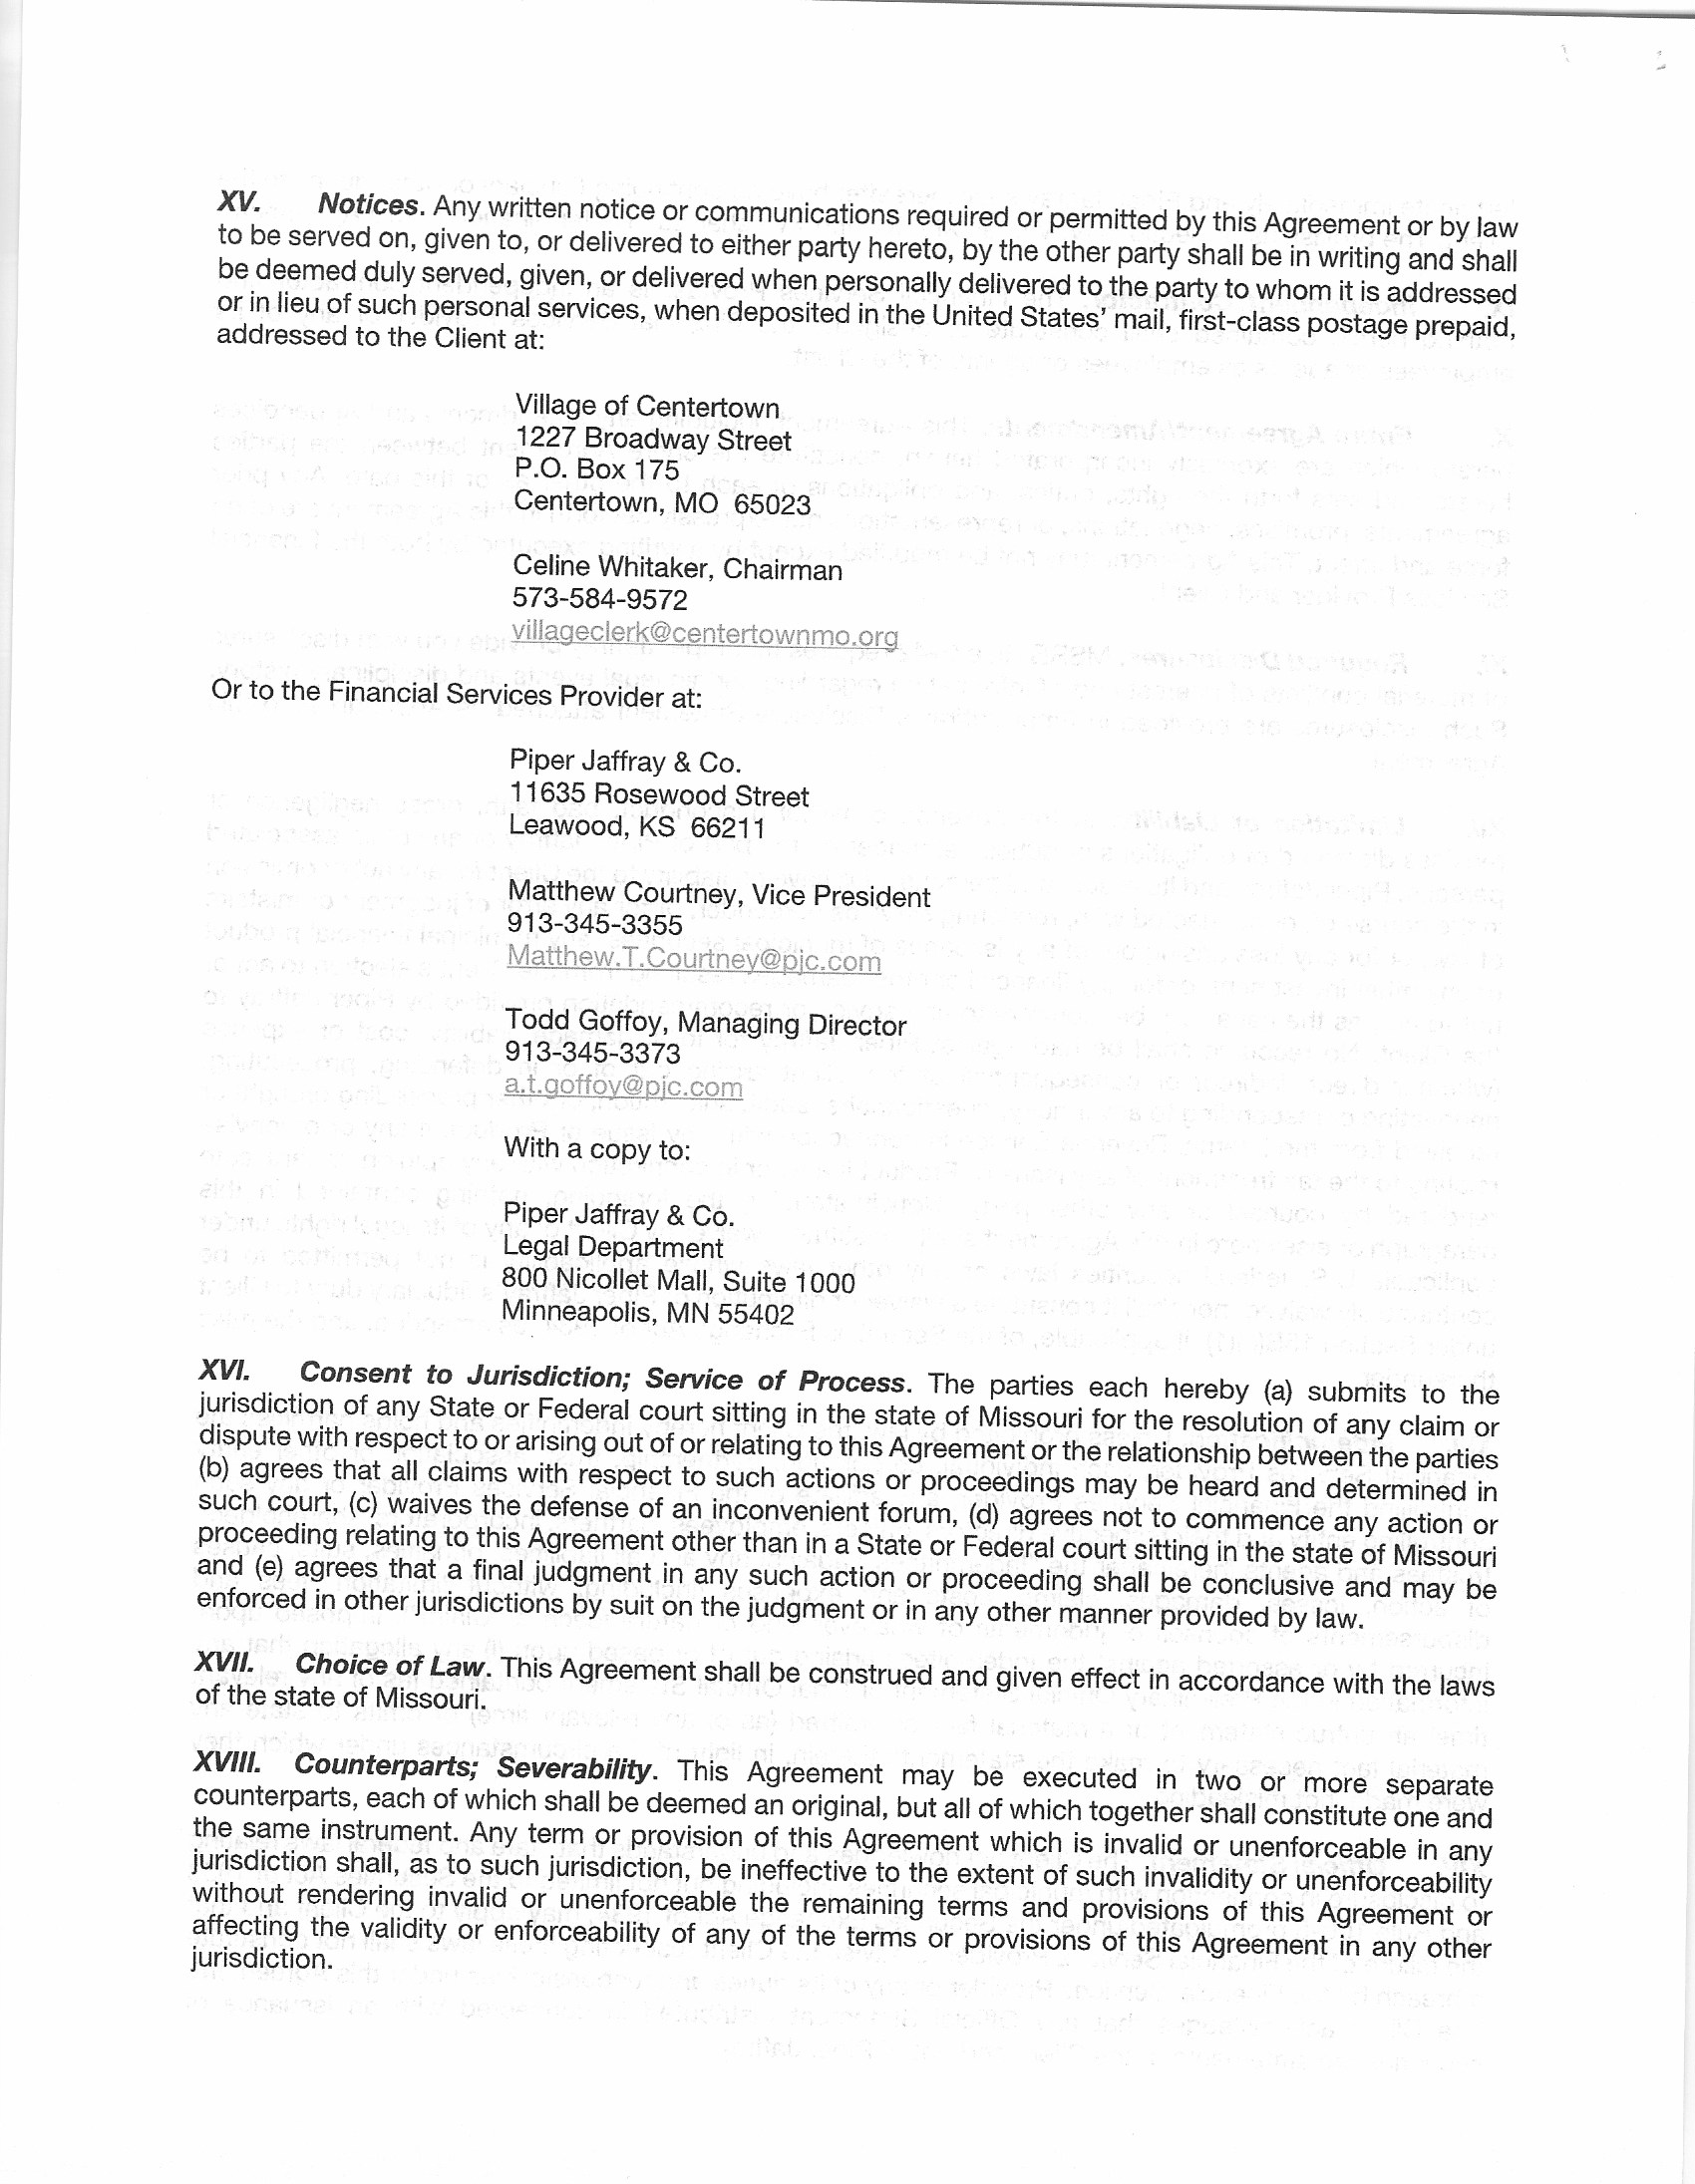 XV. Notices. Any written notice or communications required or permitted by this Agreement or by law
to be served on, given to, or delivered to either party hereto, by the other party shall be in writing and shall
be deemed duly served, given, or delivered when personally delivered to the party to whom it is addressed
or in lieu of such personal services, when deposited in the United States' mail, first-class postage prepaid,
addressed to the Client at:
Village of Centertown
1227 Broadway Street
P.O. Box 175
Centertown, MO 65023
Celine Whitaker, Chairman
573-584-9572
villageclerk@centertownmo.org
Or to the Financial Services Provider at:
Piper Jaffray & Co.
11635 Rosewood Street
Leawood, KS 66211
Matthew Courtney, Vice President
913-345-3355
Matthew.T.Courtney@pjc.com
Todd Goffoy, Managing Director
913-345-3373
a.t.goffoy@pjc.com
With a copy to:
Piper Jaffray & Co.
Legal Department
800 Nicollet Mall, Suite 1000
Minneapolis, MN 55402
XVI. Consent to Jurisdiction; Service of Process. The parties each hereby (a) submits to the
jurisdiction of any State or Federal court sitting in the state of Missouri for the resolution of any claim or
dispute with respect to or arising out of or relating to this Agreement or the relationship between the parties
(b) agrees that all claims with respect to such actions or proceedings may be heard and determined in
such court, (c) waives the defense of an inconvenient forum, (d) agrees not to commence any action or
proceeding relating to this Agreement other than in a State or Federal court sitting in the state of Missouri
and (e) agrees that a final judgment in any such action or proceeding shall be conclusive and may be
enforced in other jurisdictions by suit on the judgment or in any other manner provided by law.
XVII. Choice of Law. This Agreement shall be construed and given effect in accordance with the laws
of the state of Missouri.
XVIII. Counterparts; Severability. This Agreement may be executed in two or more separate
counterparts, each of which shall be deemed an original, but all of which together shall constitute one and
the same instrument. Any term or provision of this Agreement which is invalid or unenforceable in any
jurisdiction shall, as to such jurisdiction, be ineffective to the extent of such invalidity or unenforceability
without rendering invalid or unenforceable the remaining terms and provisions of this Agreement or
affecting the validity or enforceability of any of the terms or provisions of this Agreement in any other
jurisdiction.